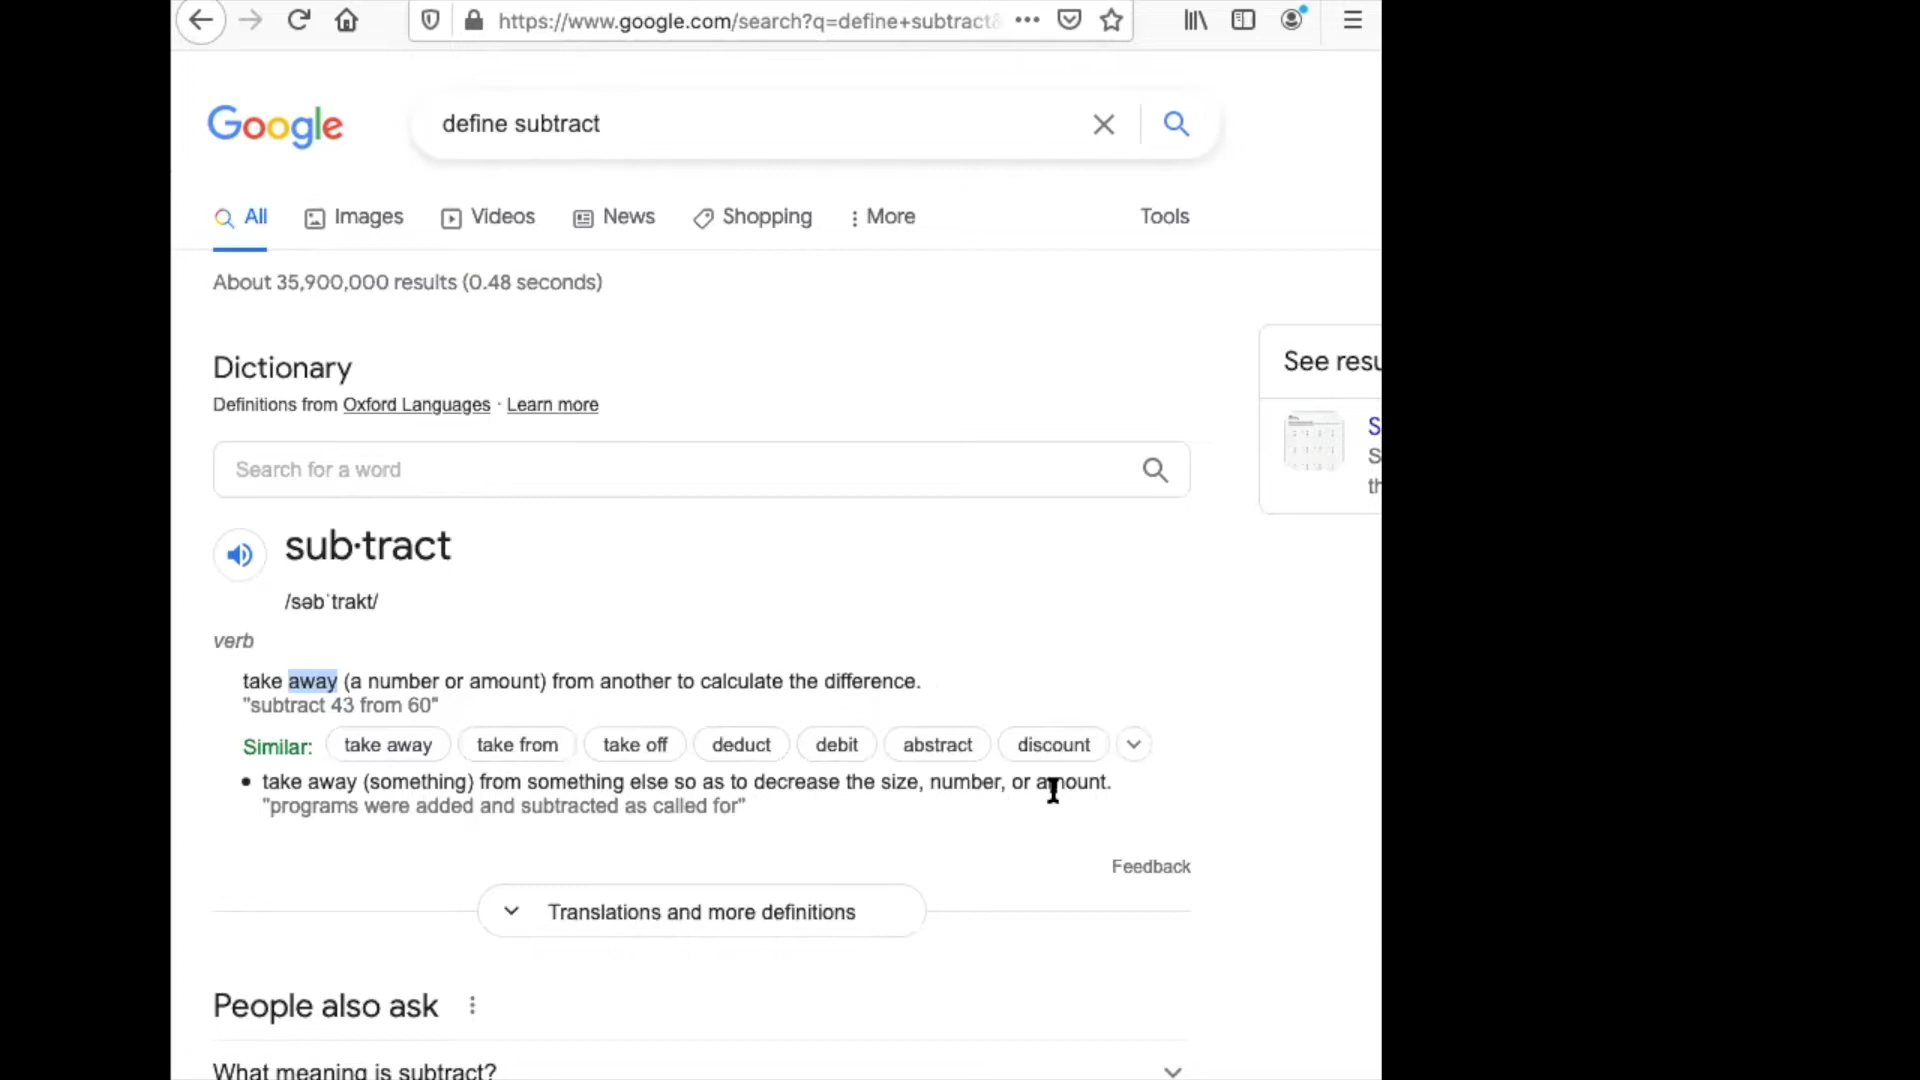 https://www.google.com/search?q=define+subtract
Google
define subtract
All Images Videos News Shopping More Tools
About 35,900,000 results (0.48 seconds)
Dictionary
Definitions from Oxford Languages · Learn more
See resu
Search for a word
S
S
th
sub·tract
/səbˈtrakt/
verb
take away (a number or amount) from another to calculate the difference.
"subtract 43 from 60"
Similar: take away take from take off deduct debit abstract discount
• take away (something) from something else so as to decrease the size, number, or amount.
"programs were added and subtracted as called for"
Feedback
Translations and more definitions
People also ask
What meaning is subtract?